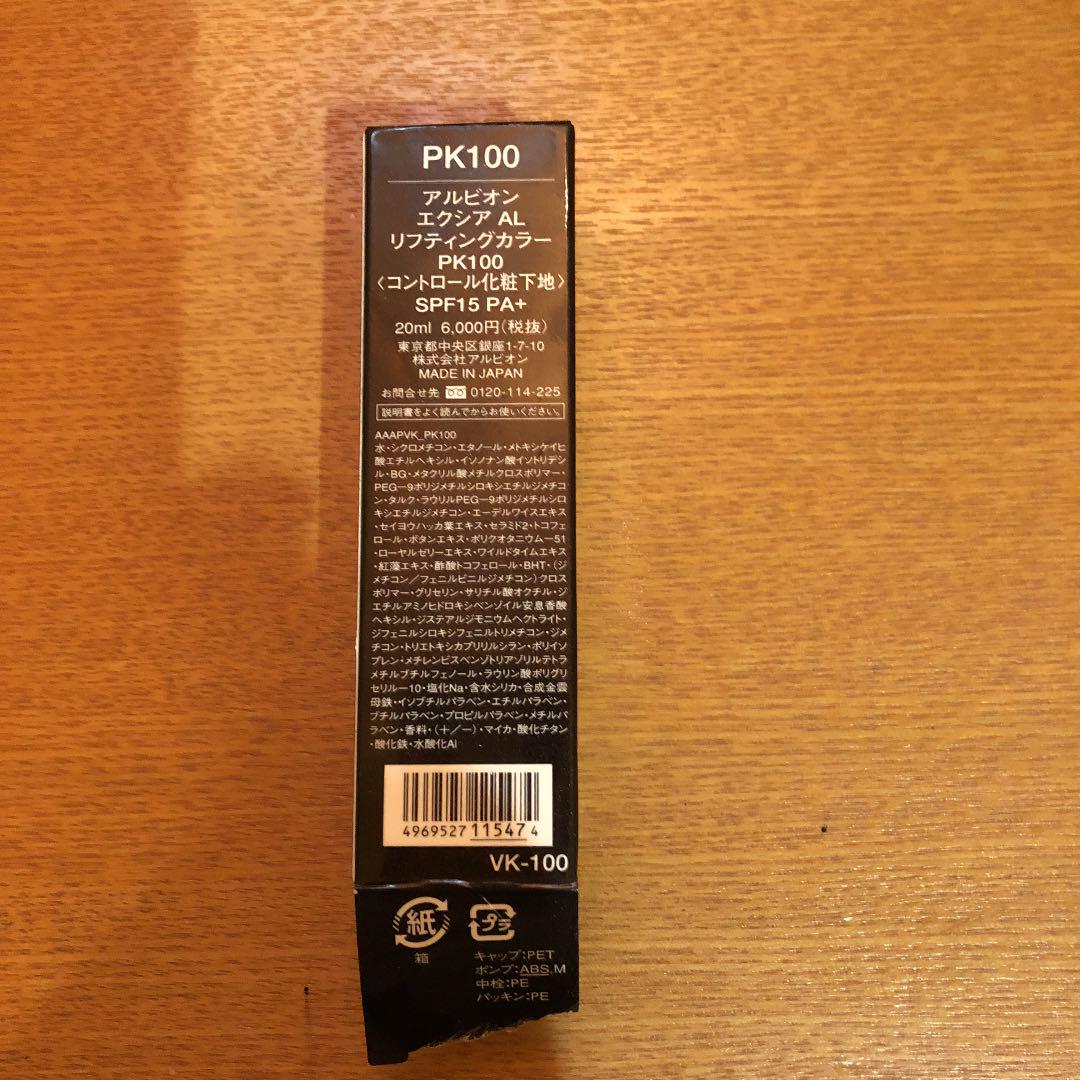 PK100
アルビオン
エクシア AL
リフティングカラー
PK100
〈コントロール化粧下地〉
SPF15 PA+
20ml 6,000円(税抜)
東京都中央区銀座1-7-10
株式会社アルビオン
MADE IN JAPAN
お問合せ先 0120-114-225
説明書をよく読んでからお使いください。
AAAPVK_PK100
水・シクロメチコン・エタノール・メトキシケイヒ
酸エチルヘキシル・イソノナン酸イソトリデシ
ル・BG・メタクリル酸メチルクロスポリマー・
PEG-9ポリジメチルシロキシエチルジメチコ
ン・タルク・ラウリルPEG-9ポリジメチルシロ
キシエチルジメチコン・エーデルワイスエキス
・セイヨウハッカ葉エキス・セラミド2・トコフェ
ロール・ボタンエキス・ポリクオタニウム-51
・ローヤルゼリーエキス・ワイルドタイムエキス
・紅藻エキス・酢酸トコフェロール・BHT・(ジ
メチコン/フェニルビニルジメチコン)クロス
ポリマー・グリセリン・サリチル酸オクチル・ジ
エチルアミノヒドロキシベンゾイル安息香酸
ヘキシル・ジステアルジモニウムヘクトライト・
ジフェニルシロキシフェニルトリメチコン・ジメ
チコン・トリエトキシカプリリルシラン・ポリイソ
プレン・メチレンビスベンゾトリアゾリルテトラ
メチルブチルフェノール・ラウリン酸ポリグリ
セリル-10・塩化Na・含水シリカ・合成金雲
母鉄・イソブチルパラベン・エチルパラベン・
ブチルパラベン・プロピルパラベン・メチルパ
ラベン・香料・(+/-)・マイカ・酸化チタン
・酸化鉄・水酸化Al
4969527115474
VK-100
紙 プラ
箱
キャップ:PET
ポンプ:ABS,M
中栓:PE
パッキン:PE